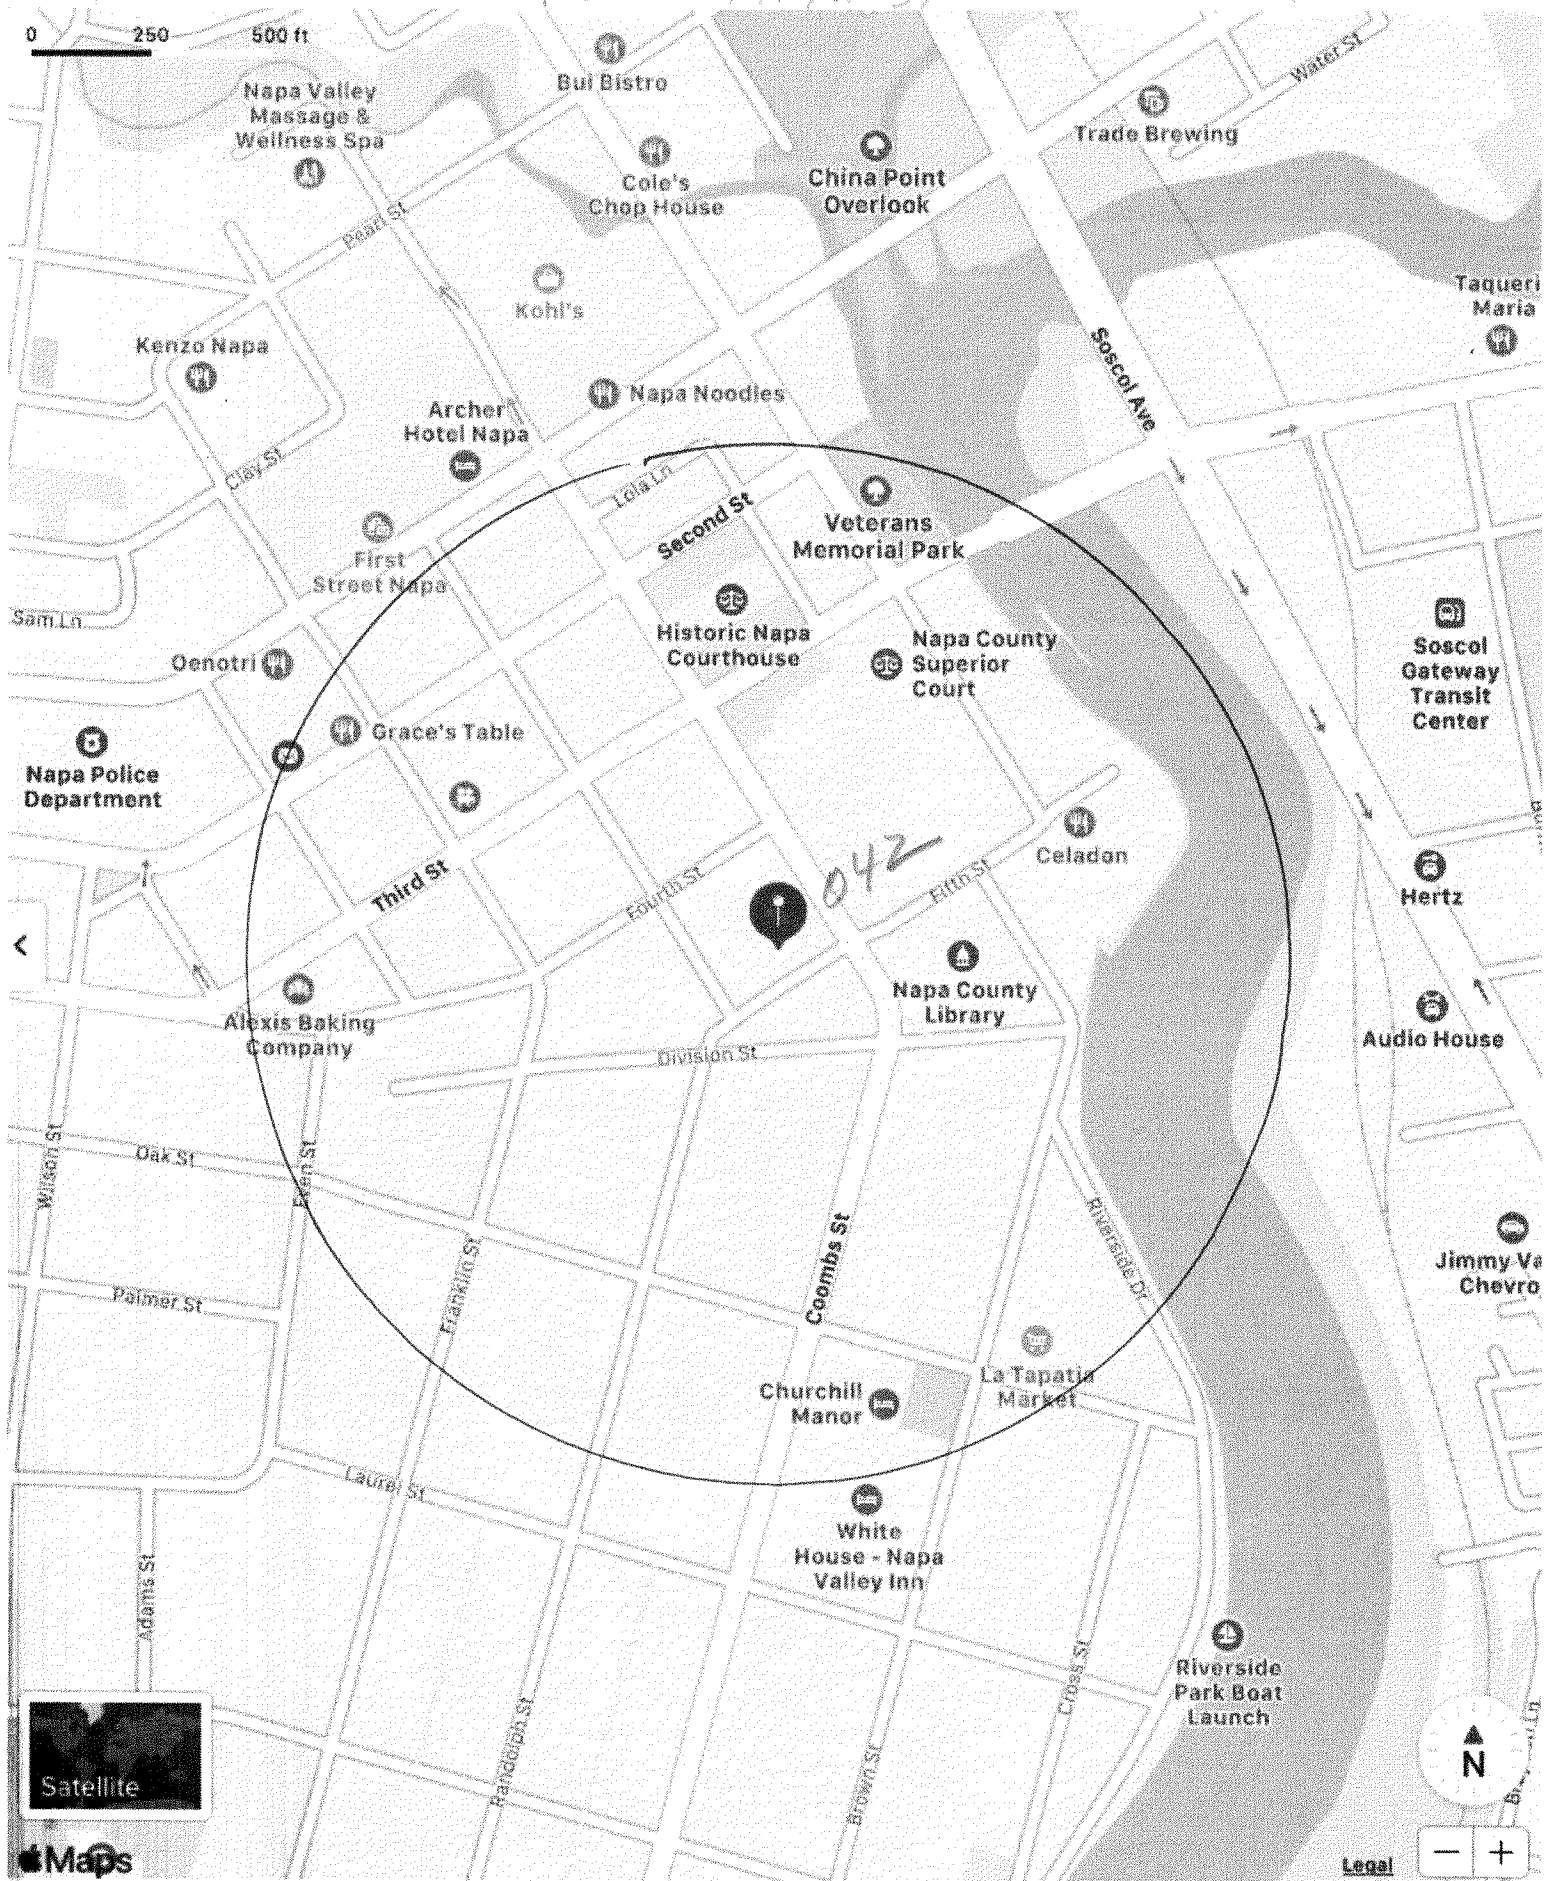 0 250 500 ft
Bui Bistro
Water St
Napa Valley
Massage &
Wellness Spa
Trade Brewing
Cole's
Chop House
China Point
Overlook
Pearl St
Kohl's
Taqueri
Maria
Kenzo Napa
Soscol Ave
Napa Noodles
Archer
Hotel Napa
Clay St
Lola Ln
Second St
Veterans
Memorial Park
First
Street Napa
Sam Ln
Historic Napa
Courthouse
Napa County
Superior
Court
Soscol
Gateway
Transit
Center
Oenotri
Grace's Table
Napa Police
Department
Third St
Fourth St
042
Fifth St
Celadon
Hertz
<
Napa County
Library
Alexis Baking
Company
Audio House
Division St
Wilson St
Oak St
Even St
Riverside Dr
Coombs St
Franklin St
Palmer St
Jimmy Va
Chevro
La Tapatia
Market
Churchill
Manor
Laurel St
White
House - Napa
Valley Inn
Adams St
Cross St
Riverside
Park Boat
Launch
Randolph St
Brown St
N
Satellite
Maps
Legal
− +